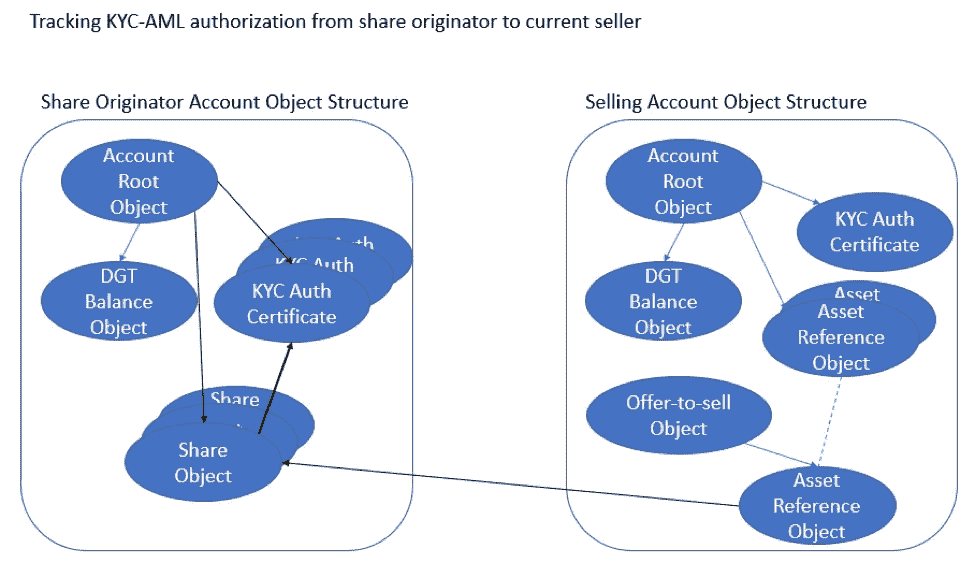 Tracking KYC-AML authorization from share originator to current seller
Share Originator Account Object Structure
Account
Root
Object
DGT
Balance
Object
Auth
KYC Auth
KYC Auth
Certificate
Share
Share
Object
Selling Account Object Structure
Account
Root
Object
KYC Auth
Certificate
DGT
Balance
Object
Asset
Asset
Reference
Object
Offer-to-sell
Object
Asset
Reference
Object